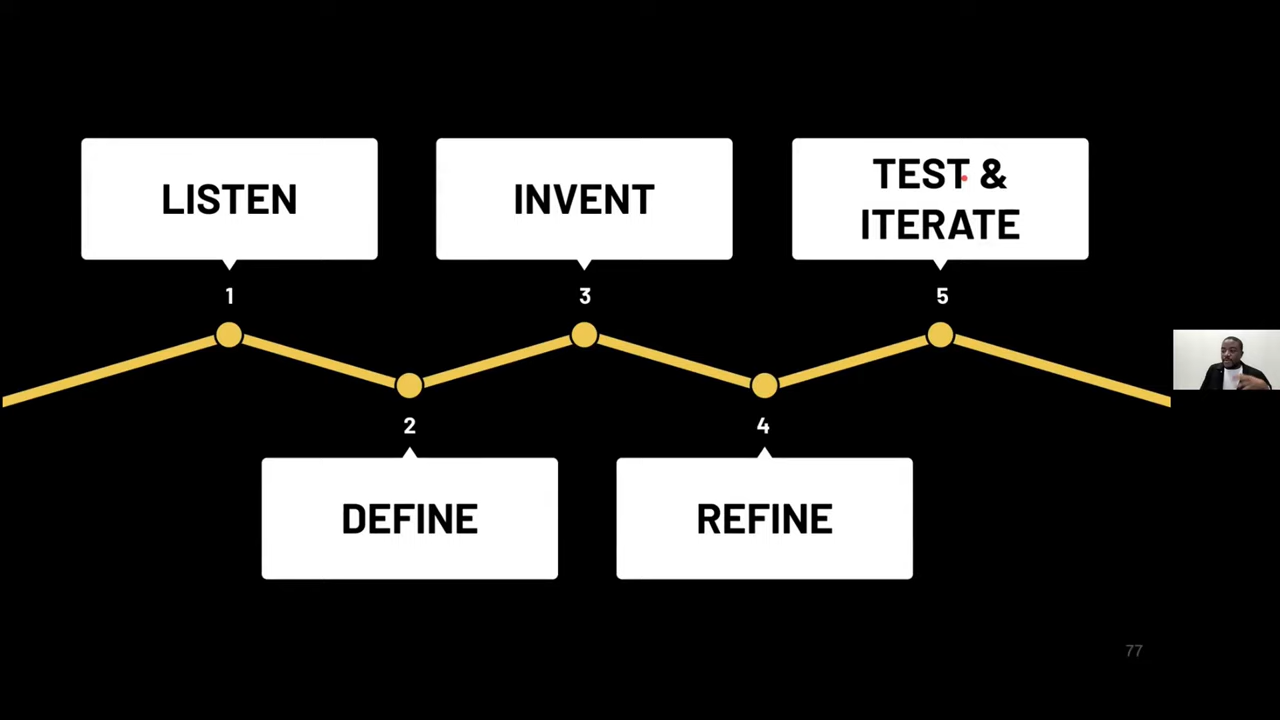 LISTEN
1
DEFINE
2
INVENT
3
REFINE
4
TEST &
ITERATE
5
77